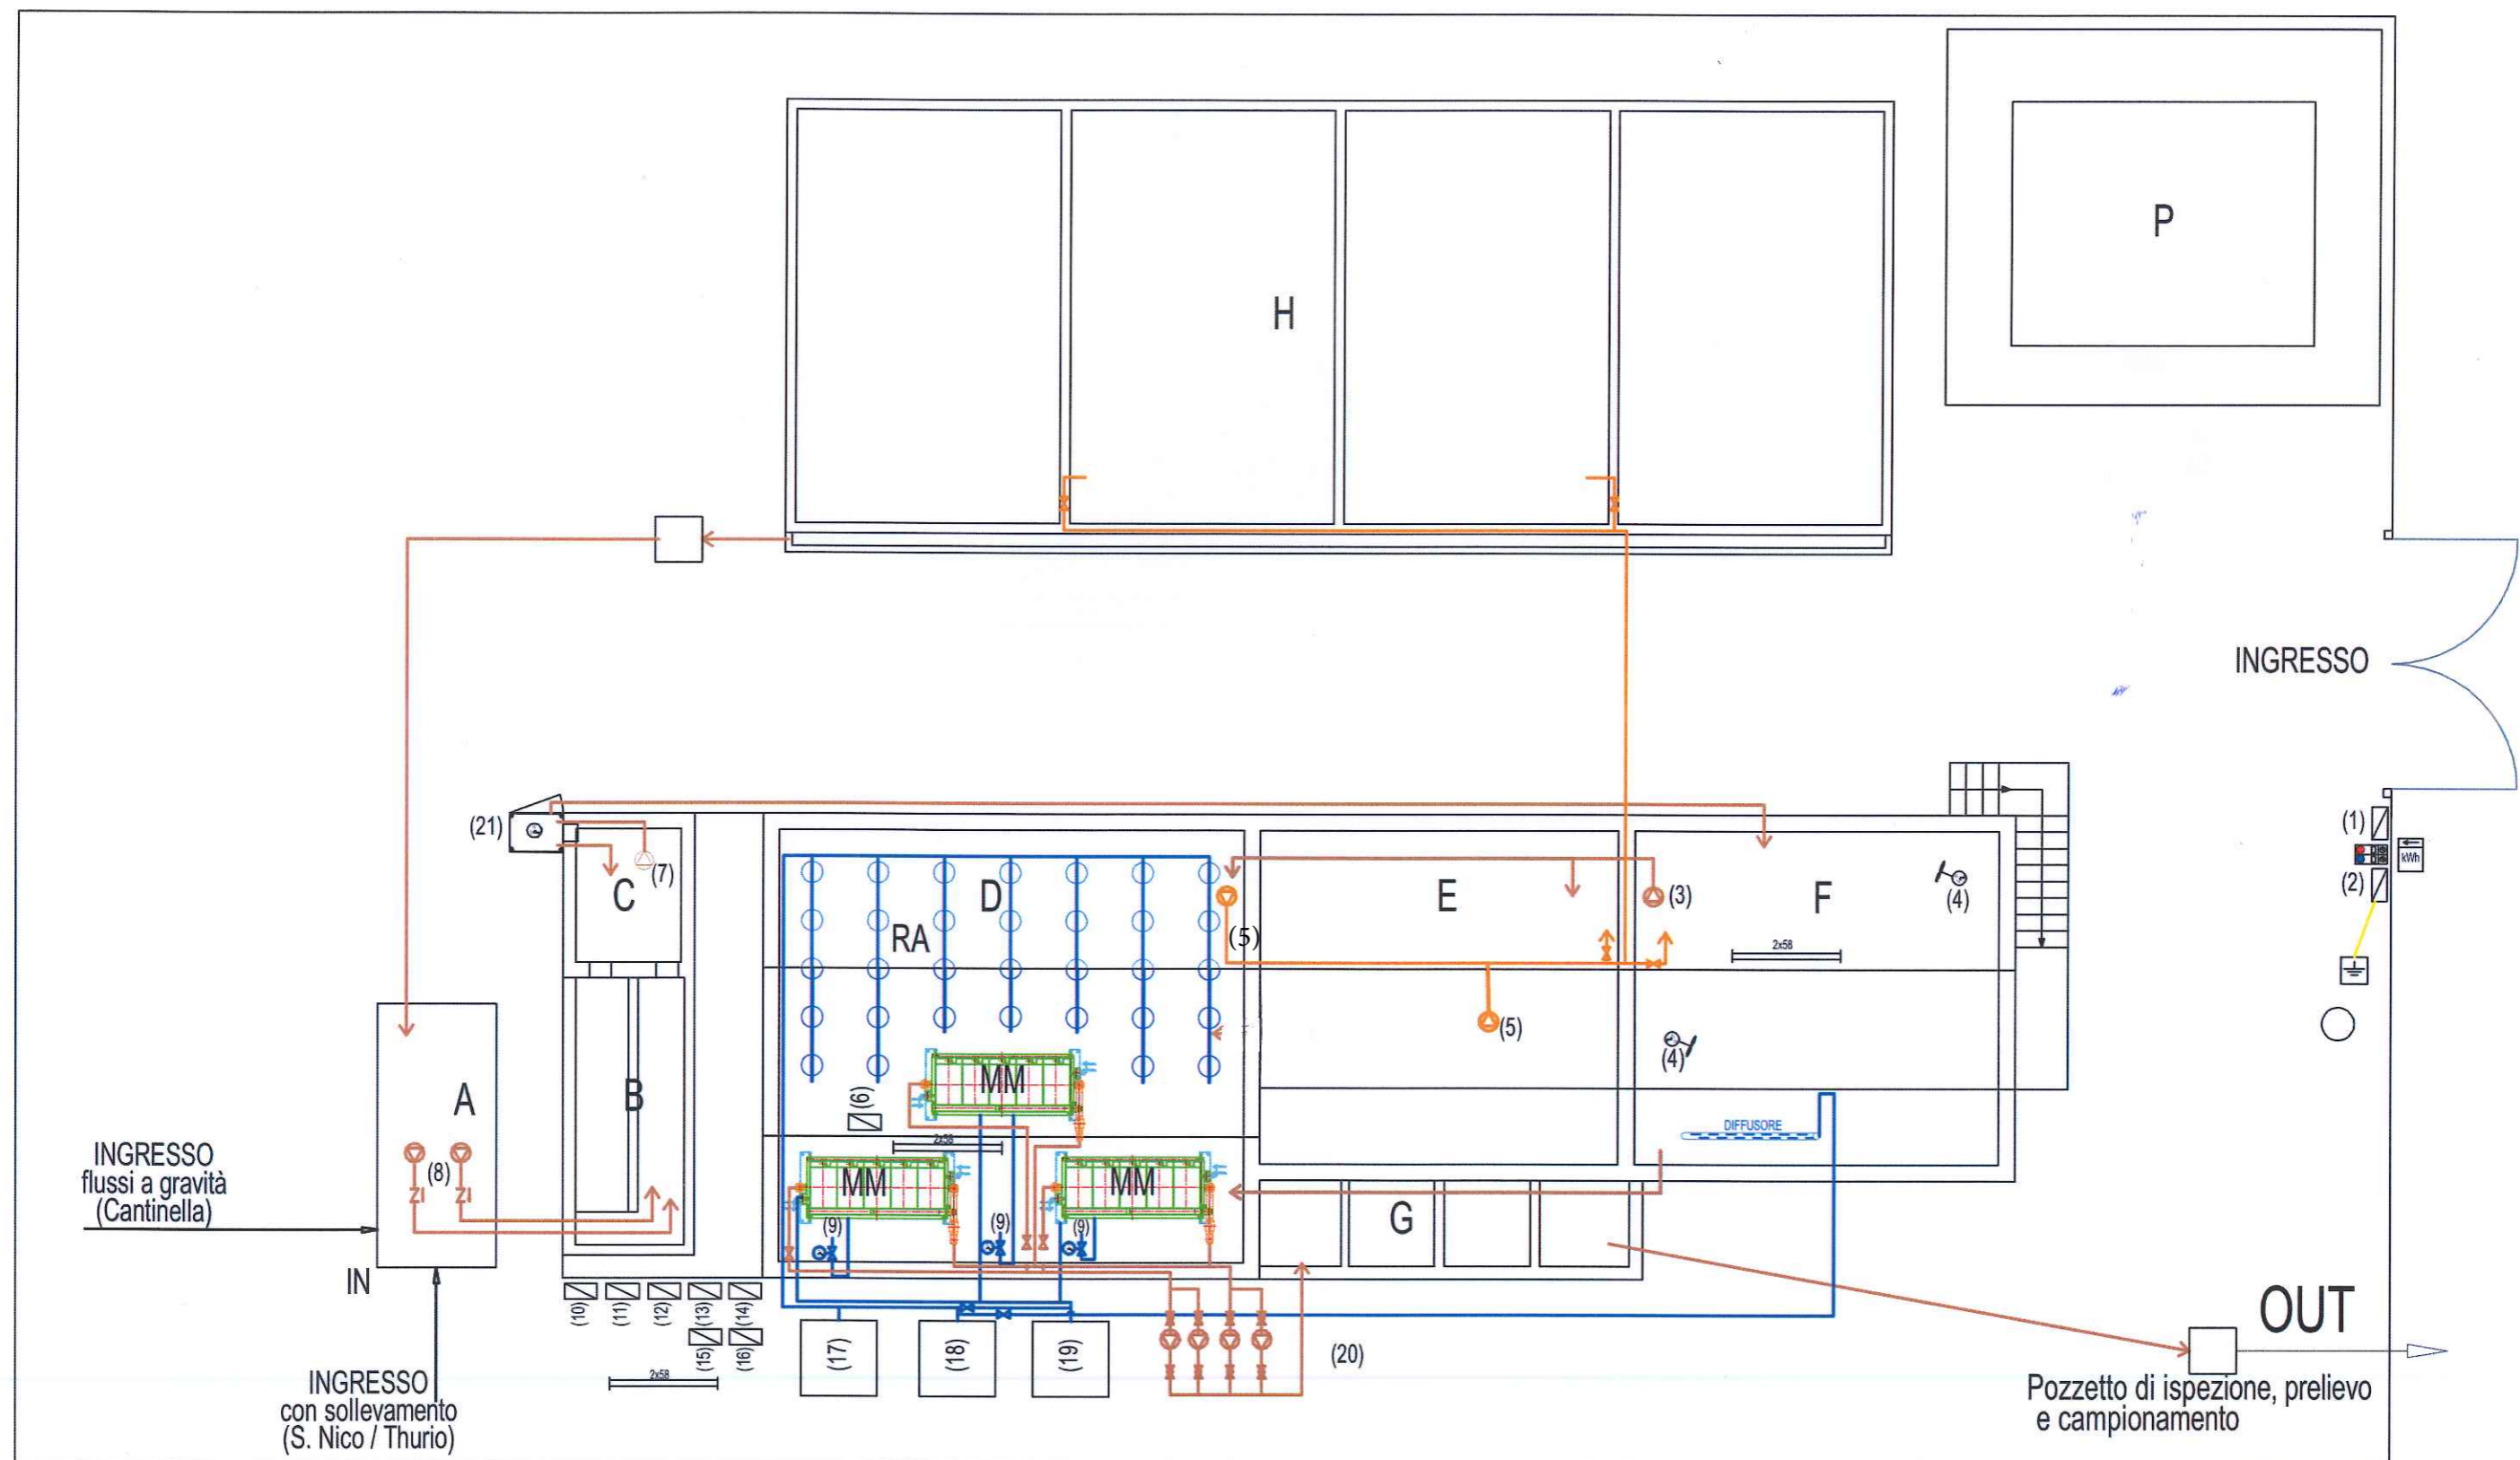 P
H
INGRESSO
(21)
(7)
C
D
RA
(5)
E
(3)
F
(4)
2x58
(1)
kWh
(2)
(5)
(4)
A
B
(8)
MM
(6)
2x58
DIFFUSORE
MM
MM
(9)
(9)
(9)
G
INGRESSO
flussi a gravità
(Cantinella)
IN
(10)
(11)
(12)
(13)
(14)
(15)
(16)
2x58
(17)
(18)
(19)
(20)
INGRESSO
con sollevamento
(S. Nico / Thurio)
OUT
Pozzetto di ispezione, prelievo
e campionamento